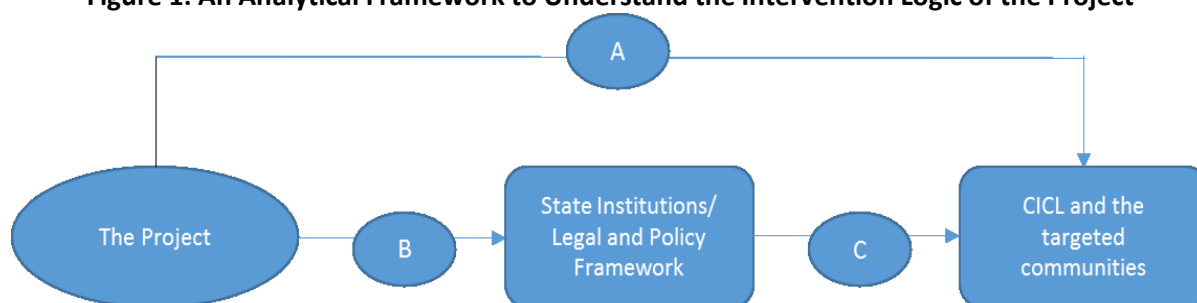 Figure 1: An Analytical Framework to Understand the Intervention Logic of the Project
A
The Project
B
State Institutions/
Legal and Policy
Framework
C
CICL and the
targeted
communities